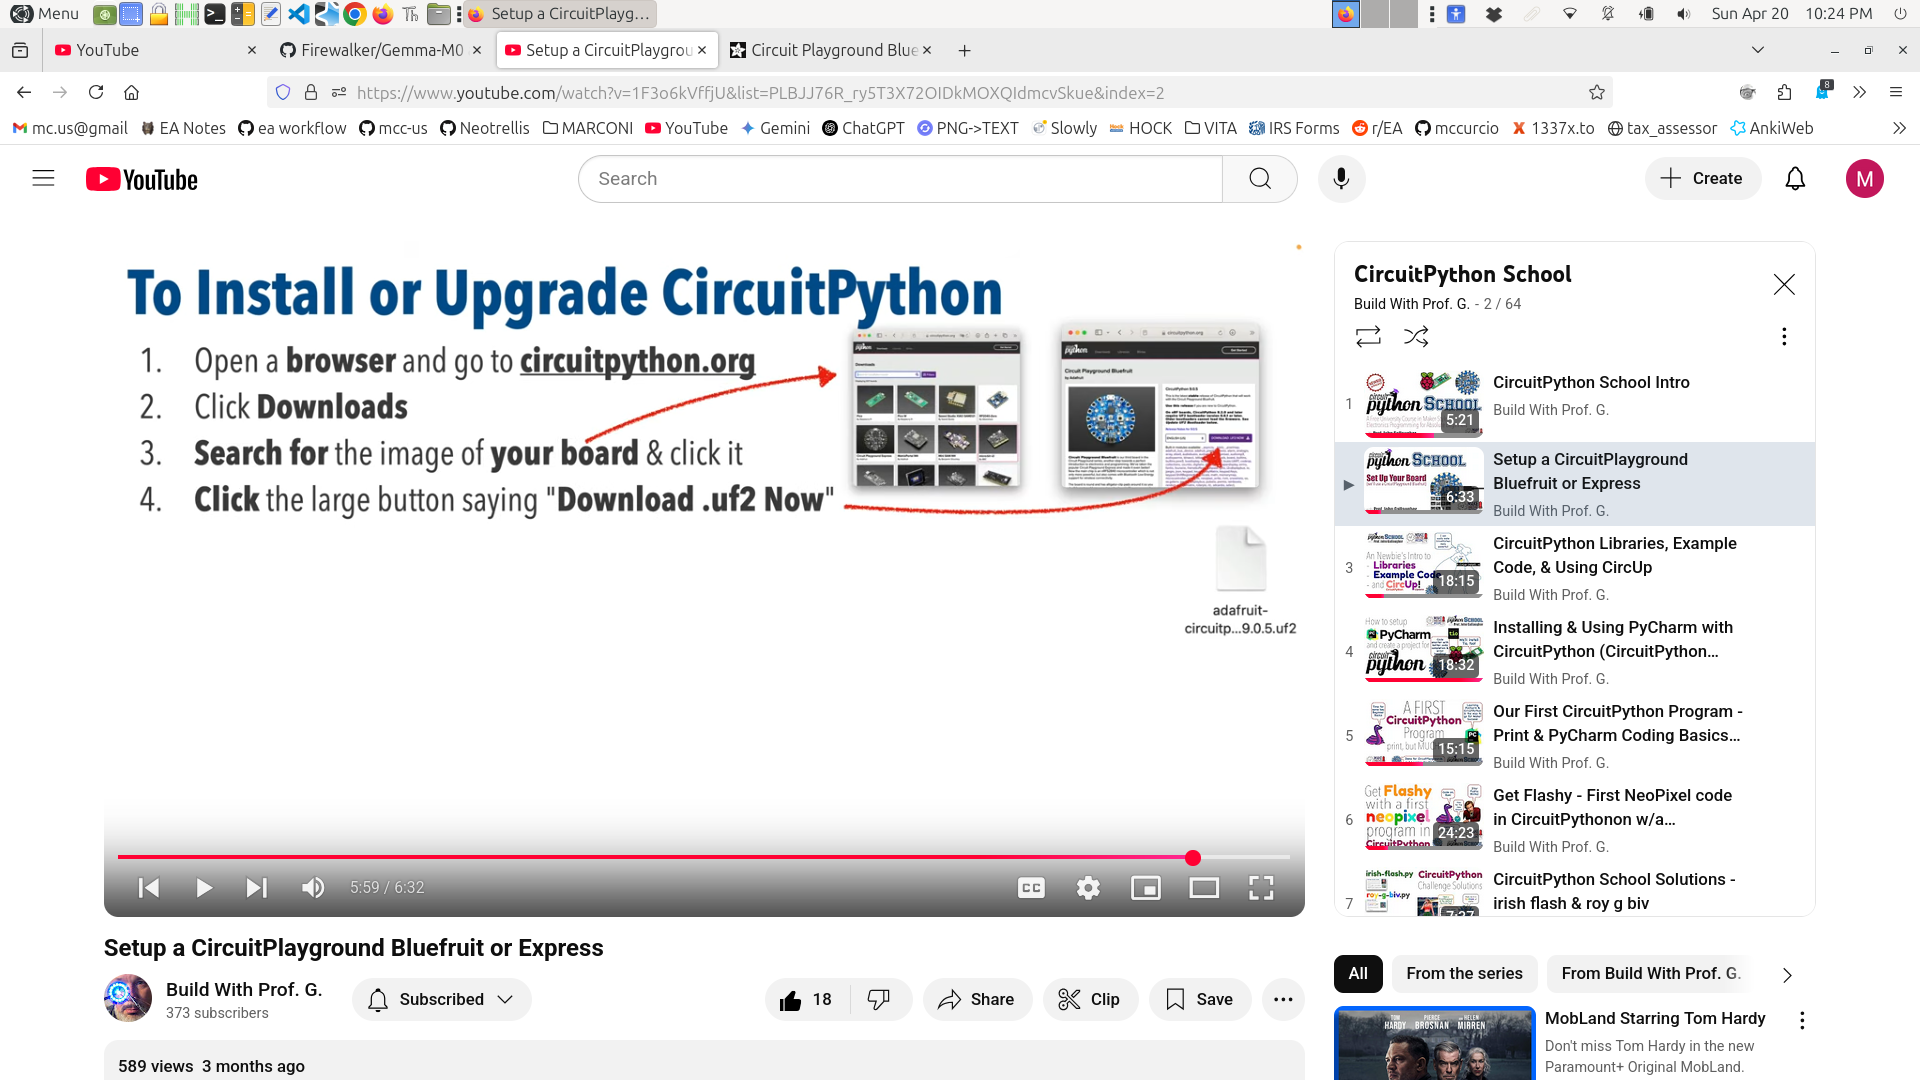 Menu
Setup a CircuitPlayg...
Sun Apr 20 10:24 PM
YouTube
Firewalker/Gemma-M0
Setup a CircuitPlaygrou
Circuit Playground Blue
https://www.youtube.com/watch?v=1F3o6kVffjU&list=PLBJJ76R_ry5T3X72OIDkMOXQIdmcvSkue&index=2
8
mc.us@gmail
EA Notes
ea workflow
mcc-us
Neotrellis
MARCONI
YouTube
Gemini
ChatGPT
PNG->TEXT
Slowly
HOCK
VITA
IRS Forms
r/EA
mccurcio
1337x.to
tax_assessor
AnkiWeb
YouTube
Search
Create
M
To Install or Upgrade CircuitPython
1. Open a browser and go to circuitpython.org
2. Click Downloads
3. Search for the image of your board & click it
4. Click the large button saying "Download .uf2 Now"
adafruit-
circuitp...9.0.5.uf2
5:59 / 6:32
CC
Setup a CircuitPlayground Bluefruit or Express
Build With Prof. G.
373 subscribers
Subscribed
18
Share
Clip
Save
589 views 3 months ago
CircuitPython School
Build With Prof. G. - 2 / 64
1
5:21
CircuitPython School Intro
Build With Prof. G.
6:33
Setup a CircuitPlayground
Bluefruit or Express
Build With Prof. G.
3
18:15
CircuitPython Libraries, Example
Code, & Using CircUp
Build With Prof. G.
4
18:32
Installing & Using PyCharm with
CircuitPython (CircuitPython...
Build With Prof. G.
5
15:15
Our First CircuitPython Program -
Print & PyCharm Coding Basics...
Build With Prof. G.
6
24:23
Get Flashy - First NeoPixel code
in CircuitPythonon w/a...
Build With Prof. G.
7
7:27
CircuitPython School Solutions -
irish flash & roy g biv
All
From the series
From Build With Prof. G.
TOM HARDY
PIERCE BROSNAN
HELEN MIRREN
MobLand Starring Tom Hardy
Don't miss Tom Hardy in the new
Paramount+ Original MobLand.